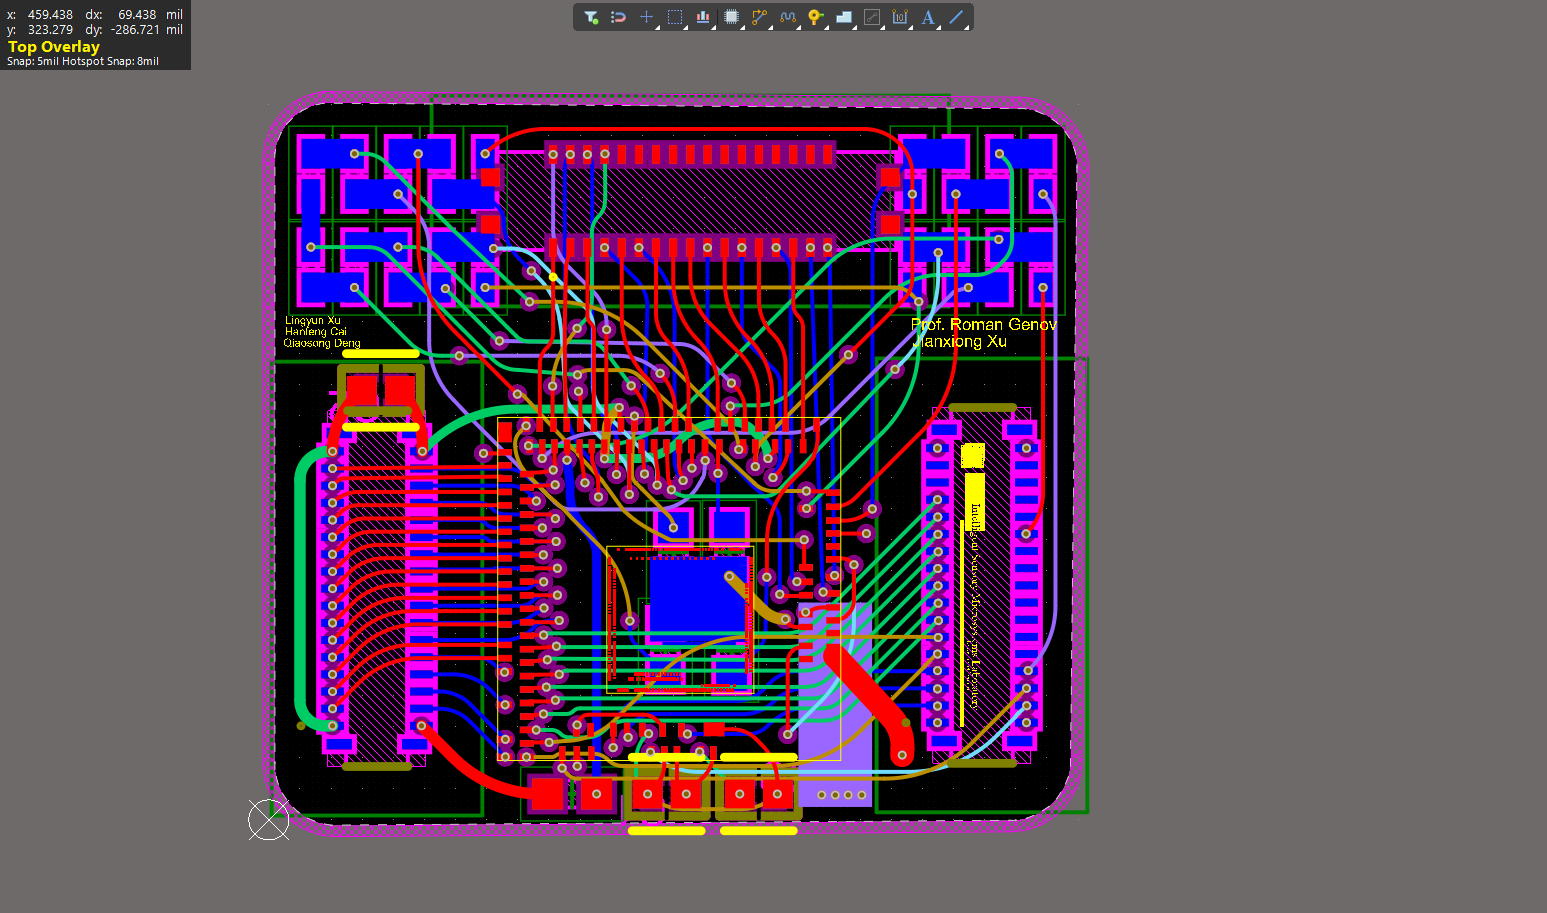 x: 459.438 dx: 69.438 mil
y: 323.279 dy: -286.721 mil
Top Overlay
Snap: 5mil Hotspot Snap: 8mil
Lingyun Xu
Hanfeng Cai
Qiaosong Deng
Prof. Roman Genov
Jianxiong Xu
Intelligent Sensory Microsystems Laboratory